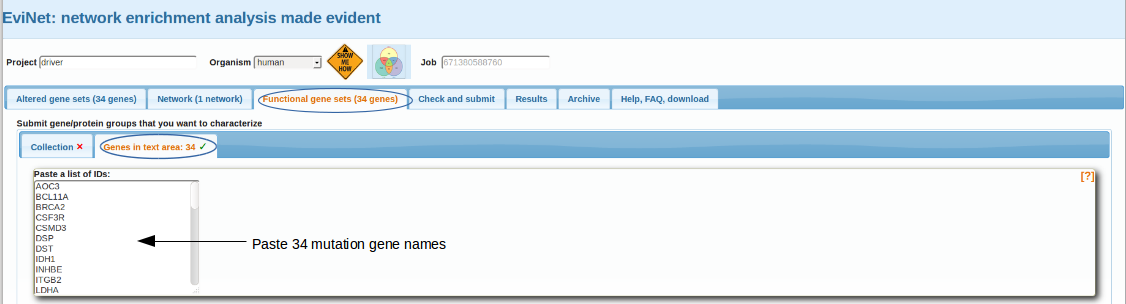 EviNet: network enrichment analysis made evident
Project driver Organism human SHOW ME HOW Job 671380588760
Altered gene sets (34 genes) Network (1 network) Functional gene sets (34 genes) Check and submit Results Archive Help, FAQ, download
Submit gene/protein groups that you want to characterize
Collection ✕ Genes in text area: 34 ✓
Paste a list of IDs: [?]
AOC3
BCL11A
BRCA2
CSF3R
CSMD3
DSP
DST
IDH1
INHBE
ITGB2
LDHA
Paste 34 mutation gene names